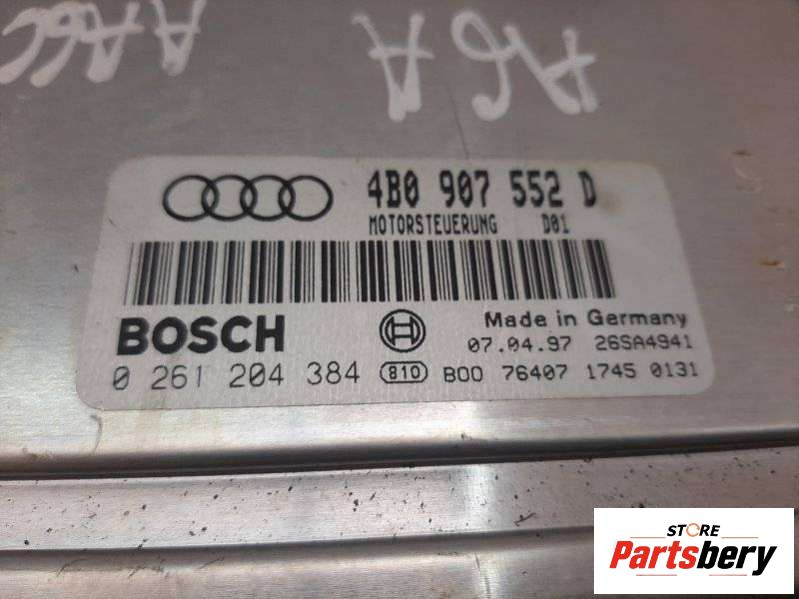 A6A
4B0 907 552 D
MOTORSTEUERUNG D01
BOSCH
Made in Germany
07.04.97 26SA4941
0 261 204 384 810 B00 76407 1745 0131
STORE
Partsbery